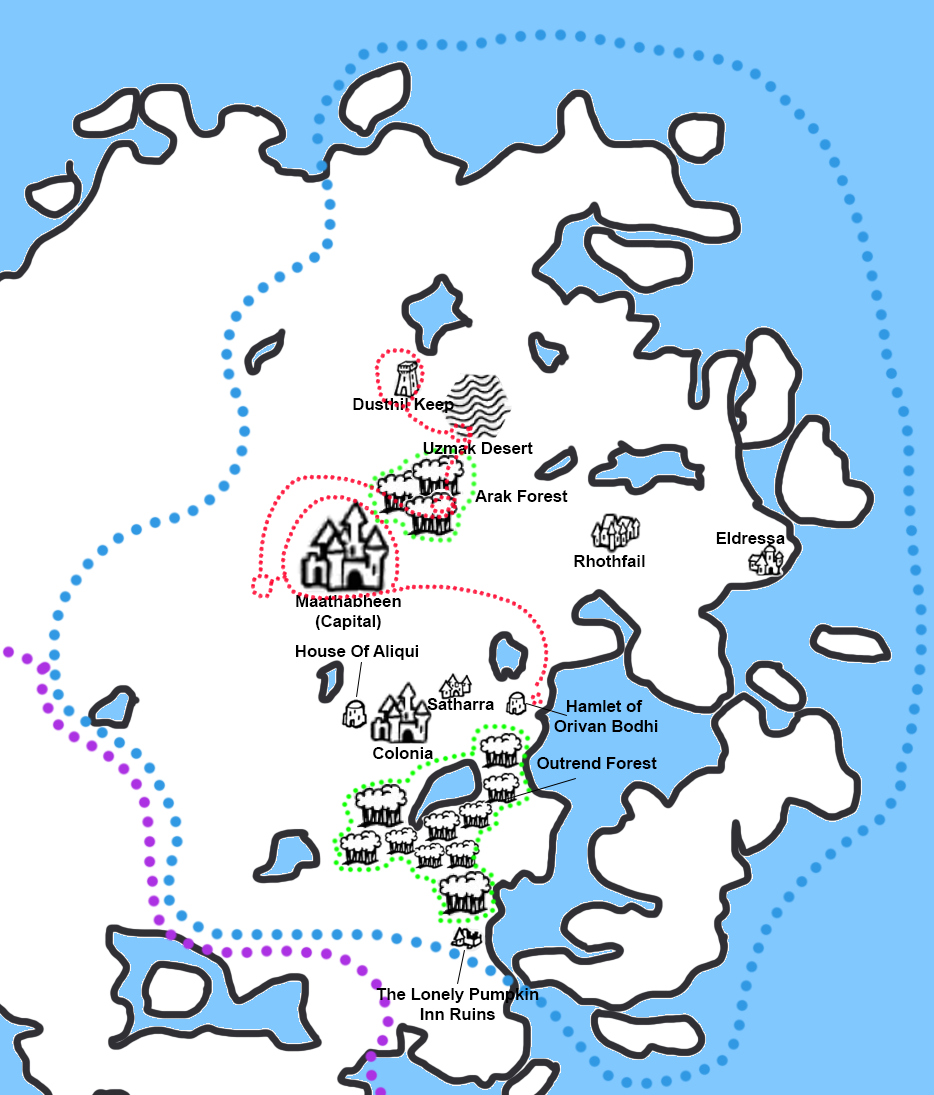 Dusthil Keep
Uzmak Desert
Arak Forest
Rhothfail
Eldressa
Maathabheen
(Capital)
House Of Aliqui
Satharra
Hamlet of
Orivan Bodhi
Colonia
Outrend Forest
The Lonely Pumpkin
Inn Ruins